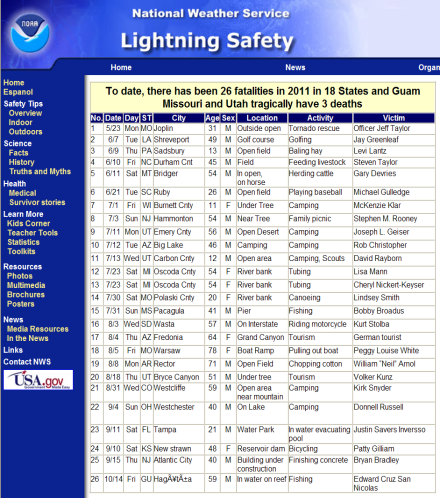 NOAA
National Weather Service
Lightning Safety
Home News Organ
Home
Espanol
Safety Tips
Overview
Indoor
Outdoors
Science
Facts
History
Truths and Myths
Health
Medical
Survivor stories
Learn More
Kids Corner
Teacher Tools
Statistics
Toolkits
Resources
Photos
Multimedia
Brochures
Posters
News
Media Resources
In the News
Links
Contact NWS
USA.gov
To date, there has been 26 fatalities in 2011 in 18 States and Guam
Missouri and Utah tragically have 3 deaths
No. Date Day ST City Age Sex Location Activity Victim
1 5/23 Mon MO Joplin 31 M Outside open Tornado rescue Officer Jeff Taylor
2 6/7 Tue LA Shreveport 49 M Golf course Golfing Jay Greenleaf
3 6/9 Thu PA Sadsbury 13 M Open field Baling hay Levi Lantz
4 6/10 Fri NC Durham Cnt 45 M Field Feeding livestock Steven Taylor
5 6/11 Sat MT Bridger 54 M In open, Herding cattle Gary Devries
on horse
6 6/21 Tue SC Ruby 26 M Open field Playing baseball Michael Gulledge
7 7/1 Fri WI Burnett Cnty 11 F Under Tree Camping McKenzie Klar
8 7/3 Sun NJ Hammonton 54 M Near Tree Family picnic Stephen M. Rooney
9 7/11 Mon UT Emery Cnty 56 M Open Desert Camping Joseph L. Geiser
10 7/12 Tue AZ Big Lake 46 M Camping Camping Rob Christopher
11 7/13 Wed UT Carbon Cnty 12 M Open area Camping, Scouts David Rayborn
12 7/23 Sat MI Oscoda Cnty 54 F River bank Tubing Lisa Mann
13 7/23 Sat MI Oscoda Cnty 54 F River bank Tubing Cheryl Nickert-Keyser
14 7/30 Sat MO Polaski Cnty 20 F River bank Canoeing Lindsey Smith
15 7/31 Sun MS Pacagula 41 M Pier Fishing Bobby Broadus
16 8/3 Wed SD Wasta 57 M On Interstate Riding motorcycle Kurt Stolba
17 8/4 Thu AZ Fredonia 64 F Grand Canyon Tourism German tourist
18 8/5 Fri MO Warsaw 78 F Boat Ramp Pulling out boat Peggy Louise White
19 8/8 Mon AR Rector 71 M Open Field Chopping cotton William "Neil" Arnol
20 8/18 Thu UT Bryce Canyon 51 M Under tree Tourism Volker Kunz
21 8/31 Wed CO Westcliffe 59 M Open area Camping Kirk Snyder
near mountain
22 9/4 Sun OH Westchester 40 M On Lake Camping Donnell Russell
23 9/11 Sat FL Tampa 21 M Water Park In water evacuating Justin Savers Inversso
pool
24 9/10 Sat KS New strawn 48 F Reservoir dam Bicycling Patty Gilliam
25 9/15 Thu NJ Atlantic City 40 M Building under Finishing concrete Bryan Bradley
construction
26 10/14 Fri GU HagÃ¥tÃ±a 59 M In water on reef Fishing Edward Cruz San
Nicolas